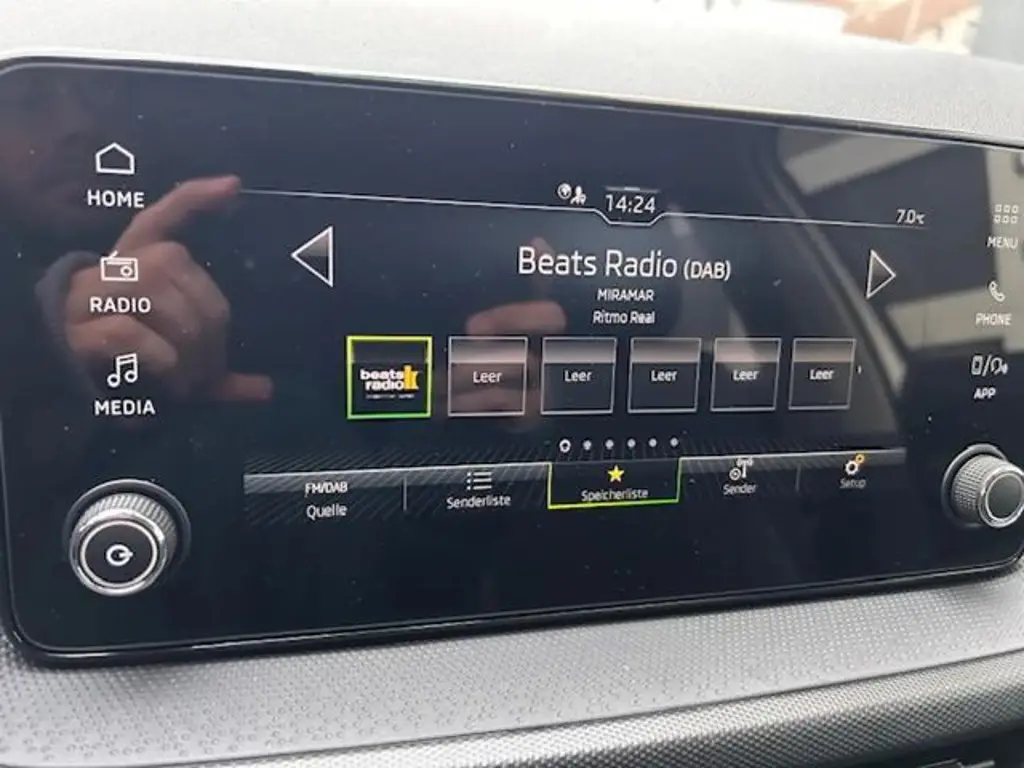 14:24
7.0°C
HOME
RADIO
MEDIA
Beats Radio (DAB)
MIRAMAR
Ritmo Real
beats
radio
Leer
Leer
Leer
Leer
Leer
FM/DAB
Quelle
Senderliste
Speicherliste
Sender
Setup
MENU
PHONE
APP